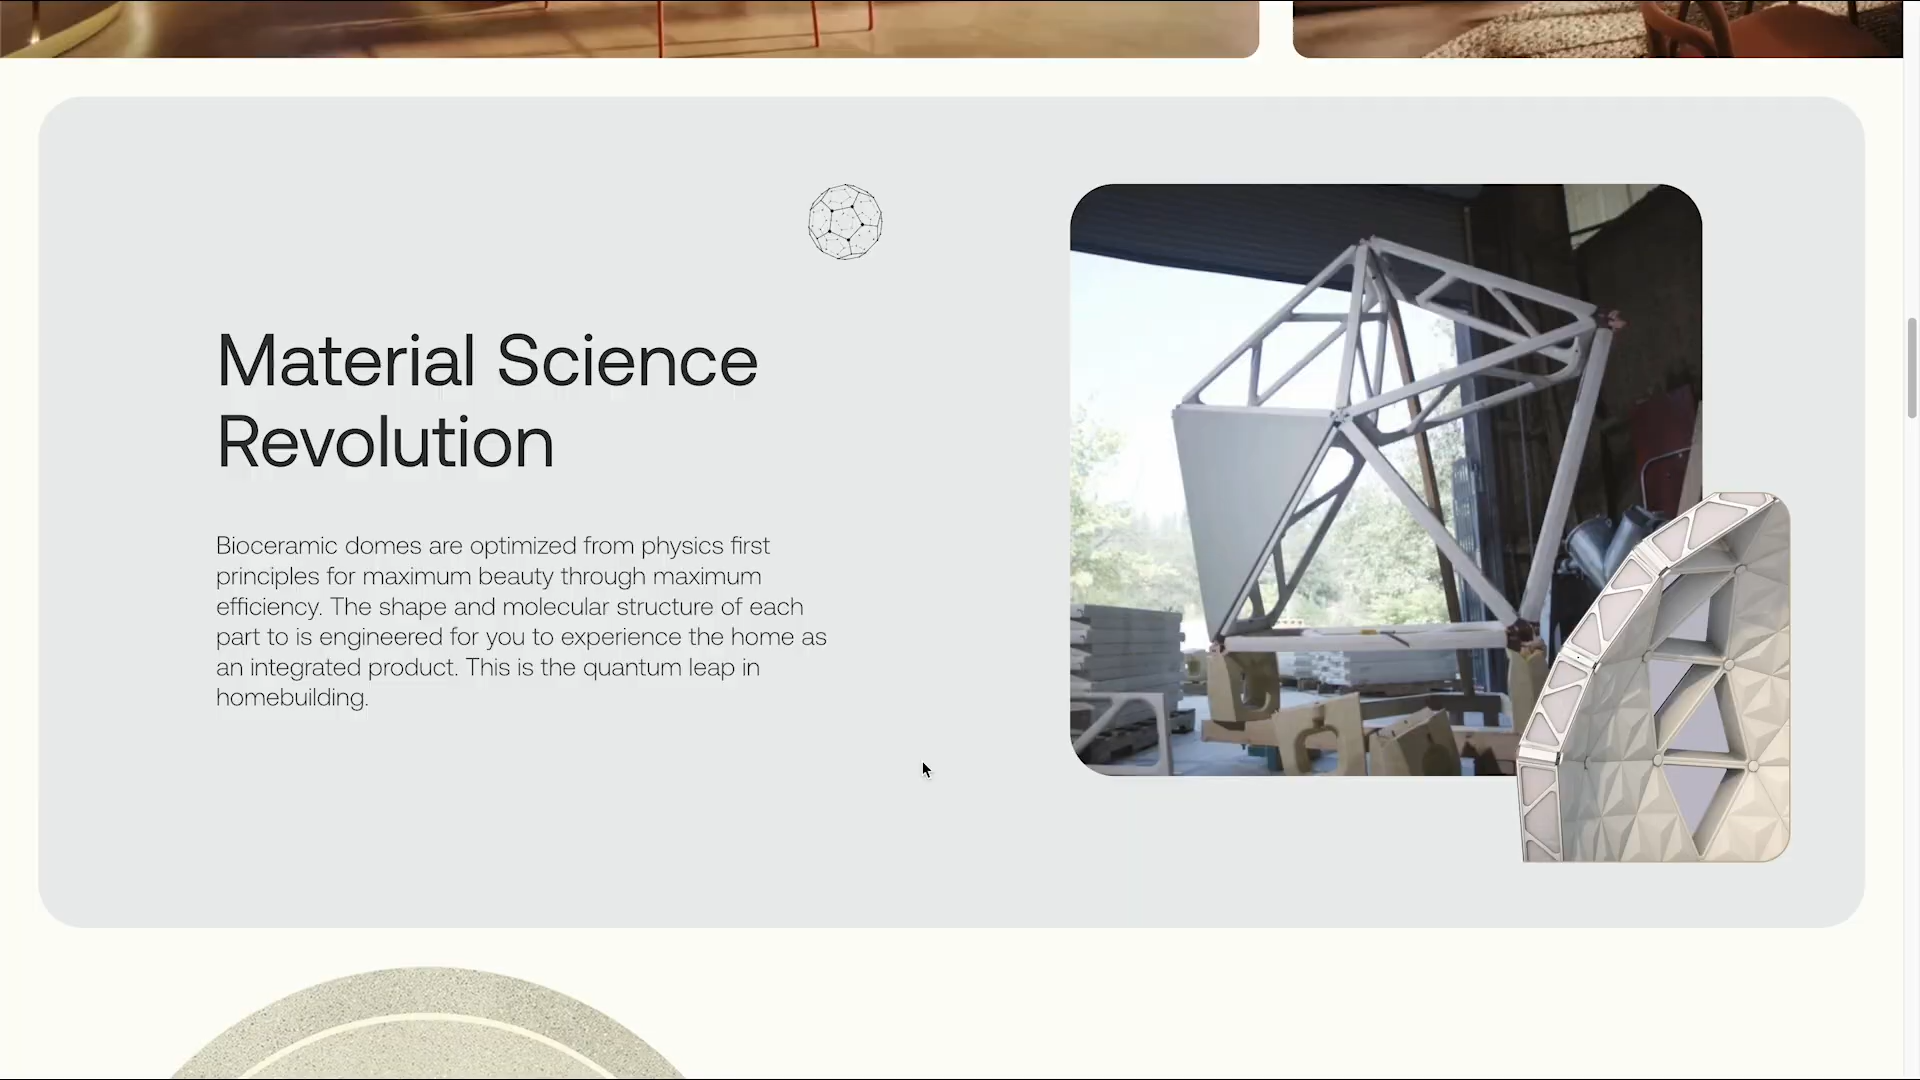 Material Science
Revolution
Bioceramic domes are optimized from physics first
principles for maximum beauty through maximum
efficiency. The shape and molecular structure of each
part to is engineered for you to experience the home as
an integrated product. This is the quantum leap in
homebuilding.